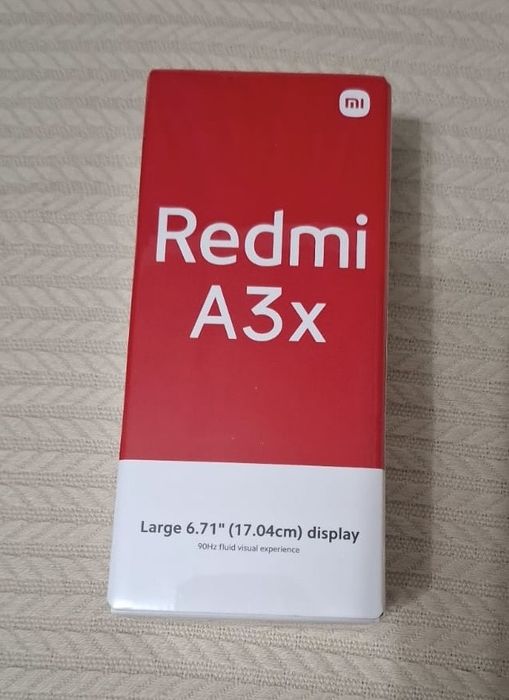 mi
Redmi
A3x
Large 6.71" (17.04cm) display
90Hz fluid visual experience